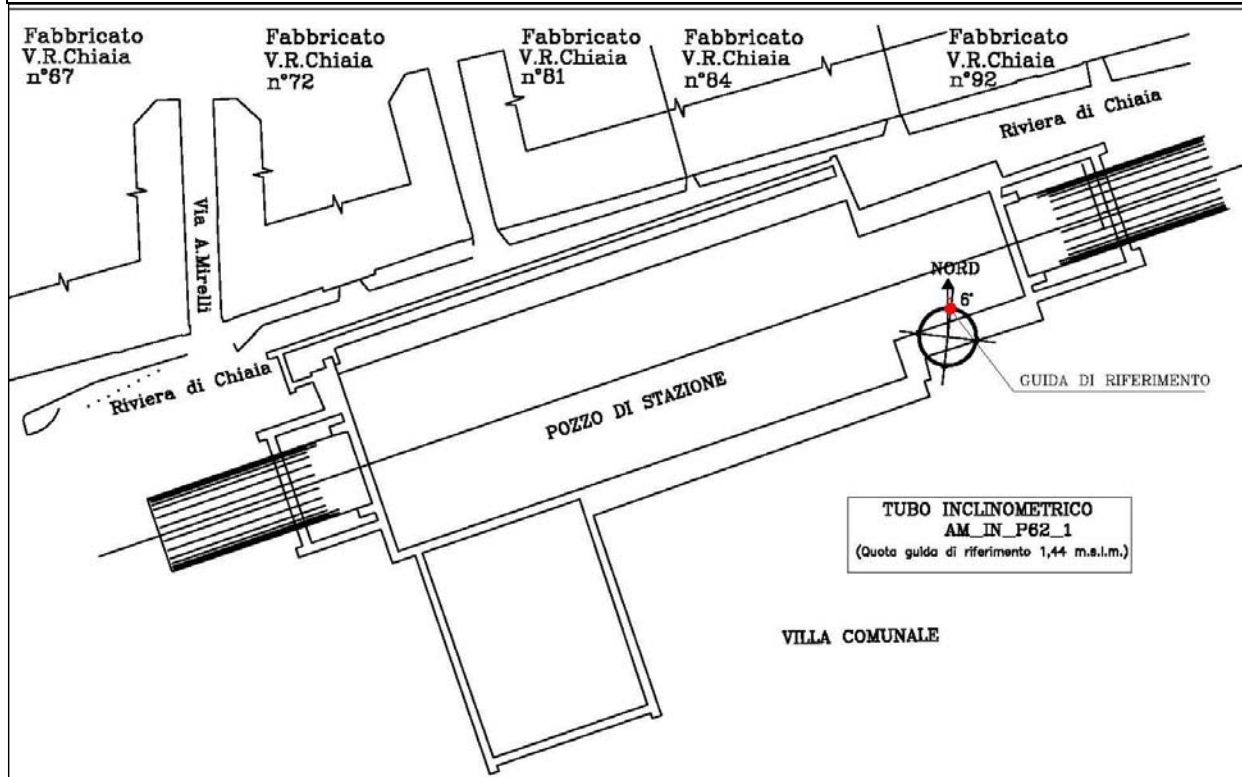 Fabbricato
V.R.Chiaia
n°67
Fabbricato
V.R.Chiaia
n°72
Fabbricato
V.R.Chiaia
n°81
Fabbricato
V.R.Chiaia
n°84
Fabbricato
V.R.Chiaia
n°92
Riviera di Chiaia
Via A.Mirelli
NORD
6°
Riviera di Chiaia
GUIDA DI RIFERIMENTO
POZZO DI STAZIONE
TUBO INCLINOMETRICO
AM_IN_P62_1
(Quota guida di riferimento 1,44 m.s.l.m.)
VILLA COMUNALE